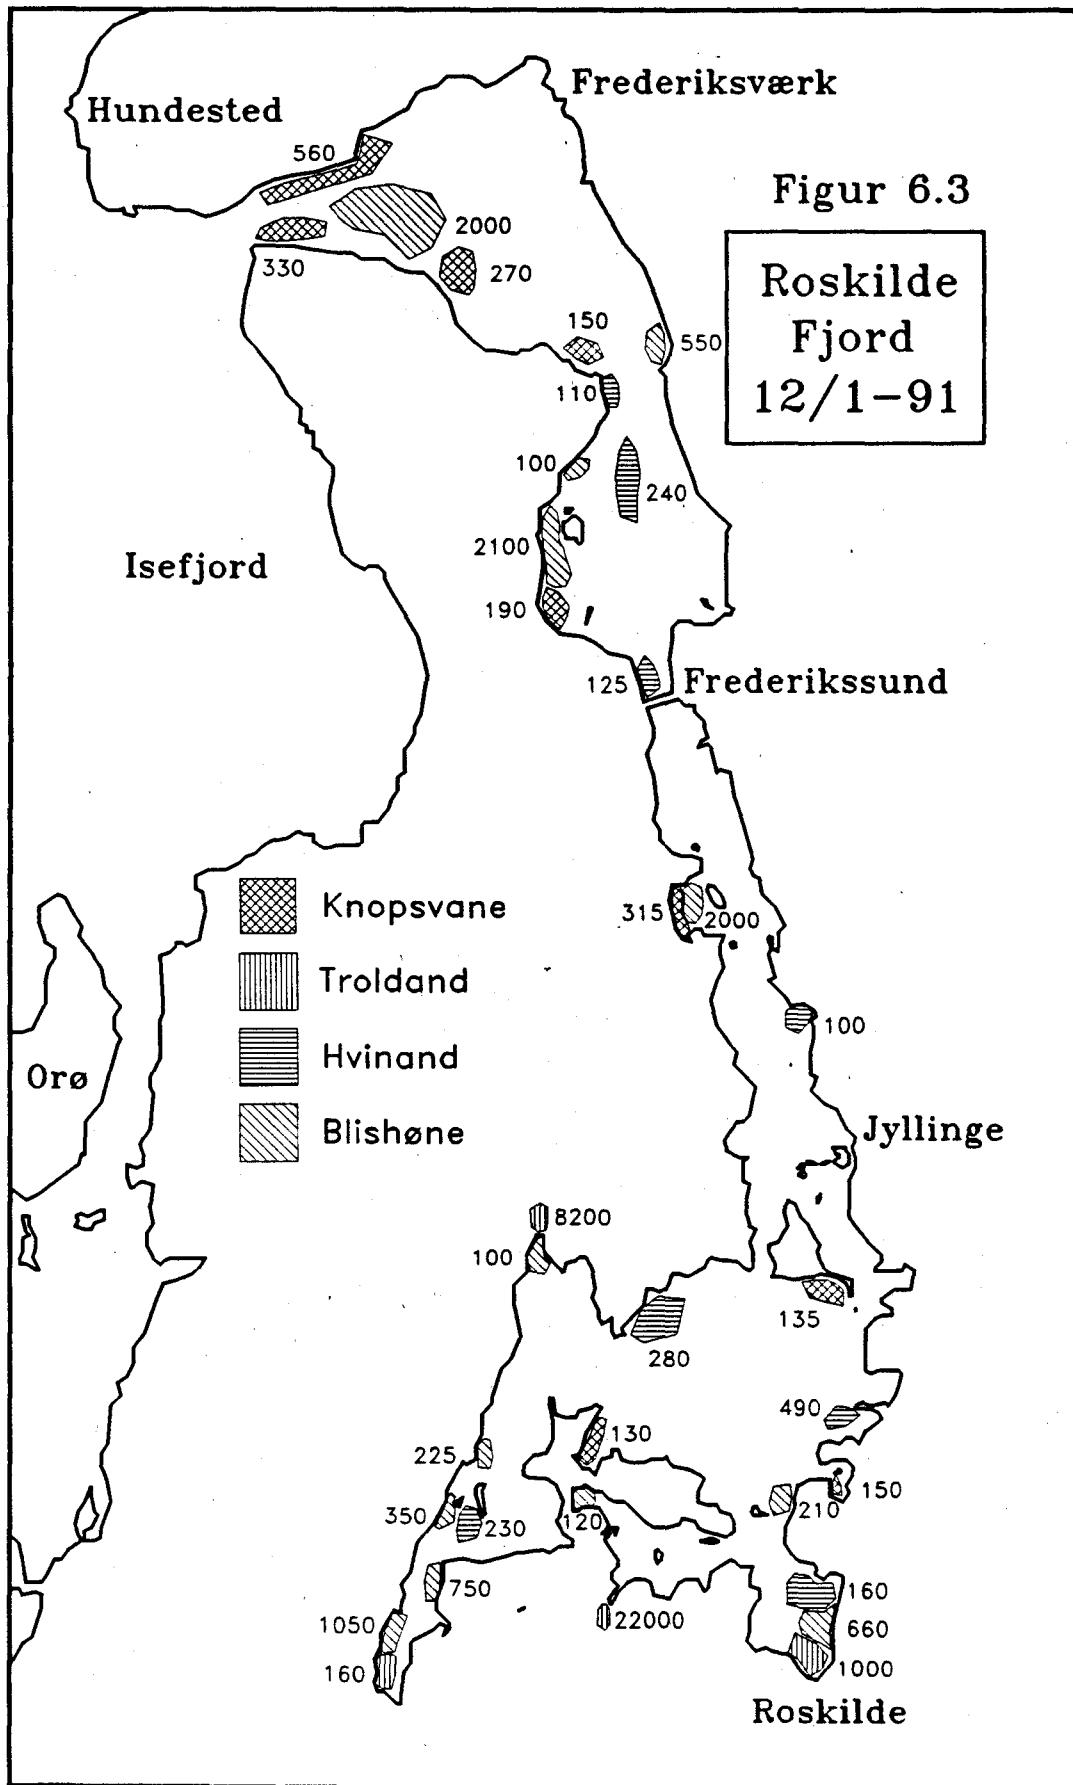 Hundested
Frederiksværk
560
Figur 6.3
2000
330
270
Roskilde
Fjord
12/1-91
150
550
110
100
240
2100
Isefjord
190
125
Frederikssund
Knopsvane
315
2000
Troldand
100
Hvinand
Orø
Blishøne
Jyllinge
8200
100
135
280
490
130
225
150
350
230
120
210
750
160
1050
22000
660
160
1000
Roskilde